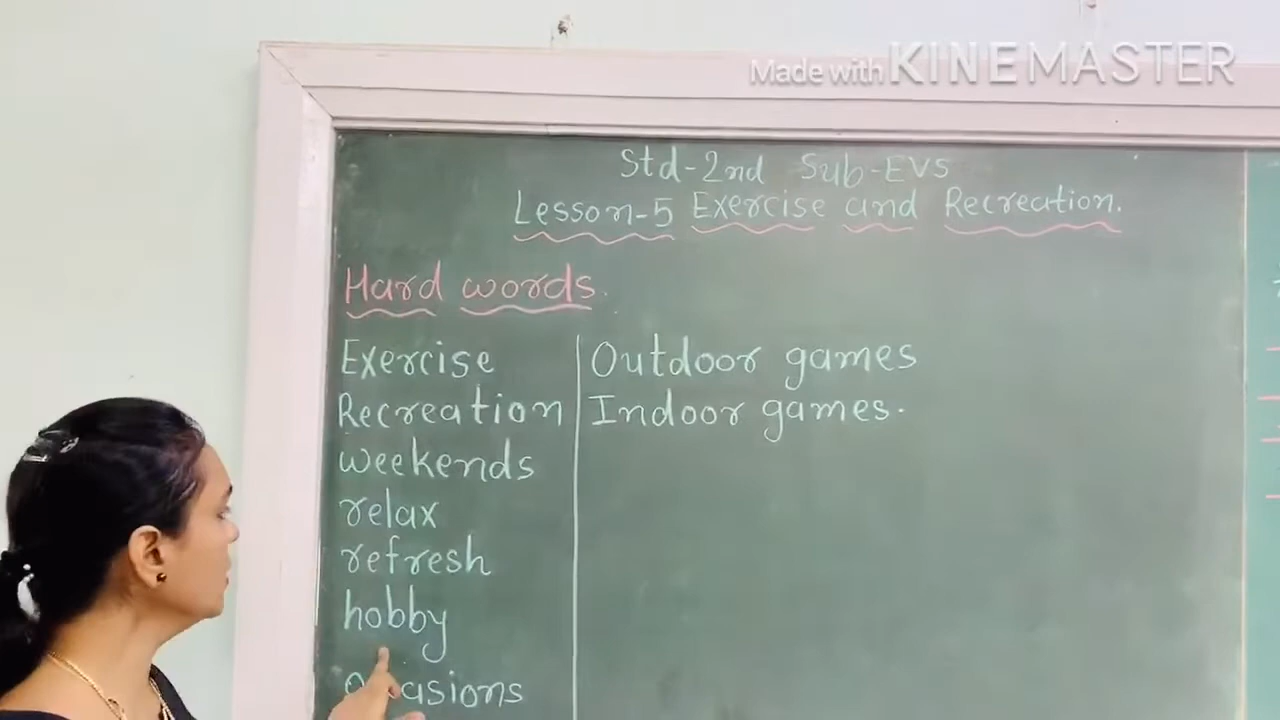 Made with KINEMASTER
Std-2nd Sub-EVS
Lesson-5 Exercise and Recreation.
Hard words.
Exercise
Recreation
weekends
relax
refresh
hobby
Outdoor games
Indoor games.